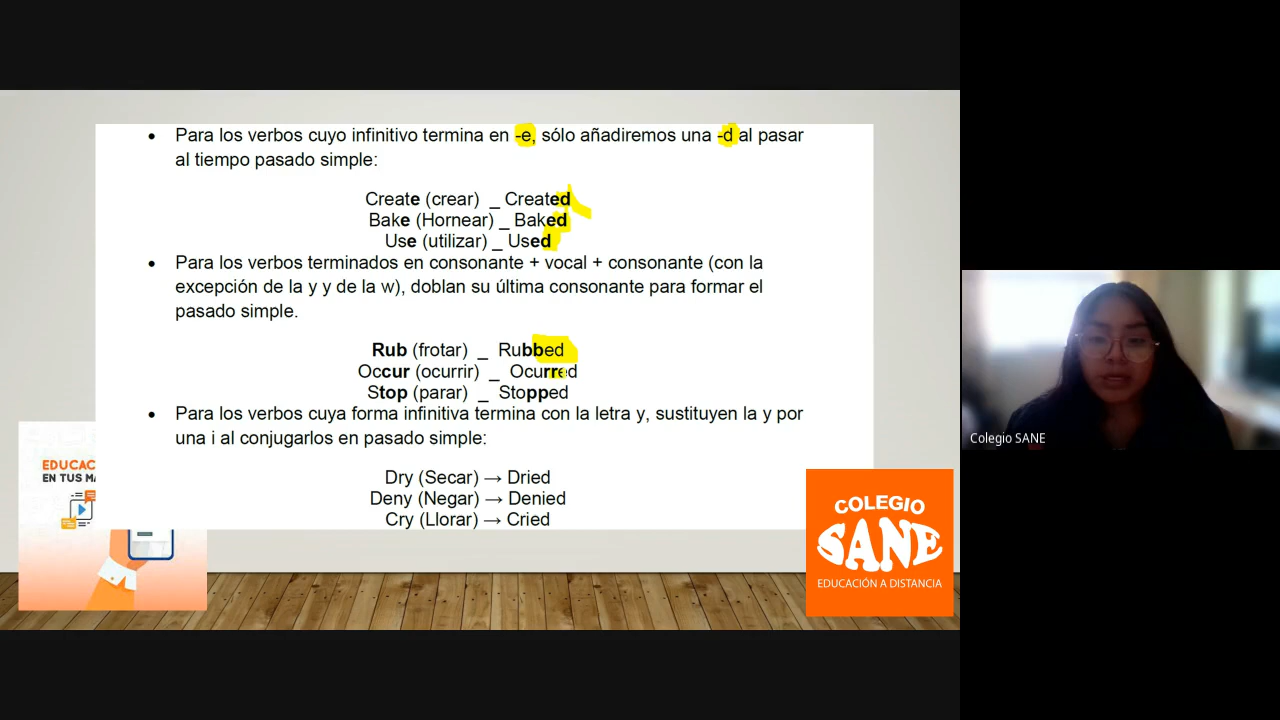 • Para los verbos cuyo infinitivo termina en -e, sólo añadiremos una -d al pasar
al tiempo pasado simple:
Create (crear) _ Created
Bake (Hornear) _ Baked
Use (utilizar) _ Used
• Para los verbos terminados en consonante + vocal + consonante (con la
excepción de la y y de la w), doblan su última consonante para formar el
pasado simple.
Rub (frotar) _ Rubbed
Occur (ocurrir) _ Ocurred
Stop (parar) _ Stopped
• Para los verbos cuya forma infinitiva termina con la letra y, sustituyen la y por
una i al conjugarlos en pasado simple:
Dry (Secar) → Dried
Deny (Negar) → Denied
Cry (Llorar) → Cried
EDUCAC
EN TUS MA
COLEGIO
SANE
EDUCACIÓN A DISTANCIA
Colegio SANE